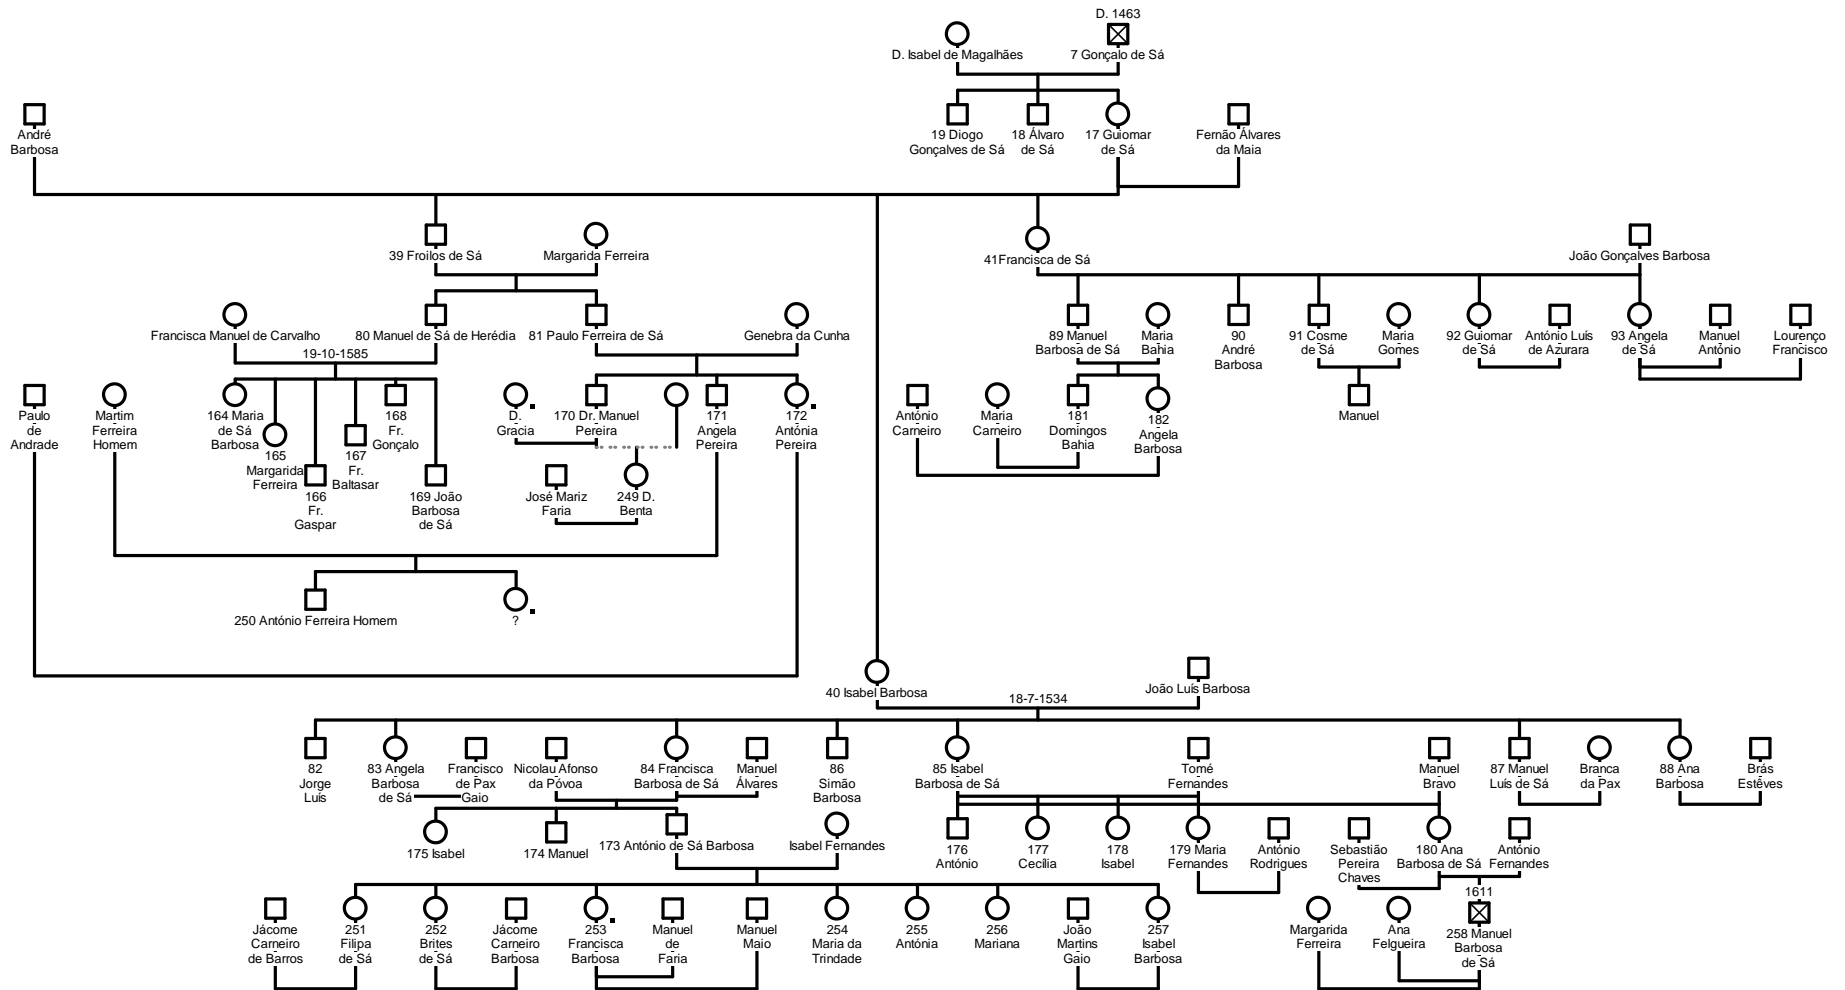 D. 1463
D. Isabel de Magalhães
7 Gonçalo de Sá
André
Barbosa
19 Diogo
Gonçalves de Sá
18 Álvaro
de Sá
17 Guiomar
de Sá
Fernão Álvares
da Maia
39 Froilos de Sá
Margarida Ferreira
41Francisca de Sá
João Gonçalves Barbosa
Francisca Manuel de Carvalho
80 Manuel de Sá de Herédia
81 Paulo Ferreira de Sá
Genebra da Cunha
89 Manuel
Barbosa de Sá
Maria
Bahia
90
André
Barbosa
91 Cosme
de Sá
Maria
Gomes
92 Guiomar
de Sá
António Luís
de Azurara
93 Angela
de Sá
Manuel
António
Lourenço
Francisco
19-10-1585
Paulo
de
Andrade
Martim
Ferreira
Homem
164 Maria
de Sá
Barbosa
165
Margarida
Ferreira
166
Fr.
Gaspar
167
Fr.
Baltasar
168
Fr.
Gonçalo
169 João
Barbosa
de Sá
D.
Gracia
170 Dr. Manuel
Pereira
171
Angela
Pereira
172
Antónia
Pereira
António
Carneiro
Maria
Carneiro
181
Domingos
Bahia
182
Angela
Barbosa
Manuel
José Mariz
Faria
249 D.
Benta
250 António Ferreira Homem
?
40 Isabel Barbosa
João Luís Barbosa
18-7-1534
82
Jorge
Luís
83 Angela
Barbosa
de Sá
Francisco
de Pax
Gaio
Nicolau Afonso
da Póvoa
84 Francisca
Barbosa de Sá
Manuel
Álvares
86
Simão
Barbosa
85 Isabel
Barbosa de Sá
Tomé
Fernandes
Manuel
Bravo
87 Manuel
Luís de Sá
Branca
da Pax
88 Ana
Barbosa
Brás
Estêves
175 Isabel
174 Manuel
173 António de Sá Barbosa
Isabel Fernandes
176
António
177
Cecília
178
Isabel
179 Maria
Fernandes
António
Rodrigues
Sebastião
Pereira
Chaves
180 Ana
Barbosa de Sá
António
Fernandes
1611
Jácome
Carneiro
de Barros
251
Filipa
de Sá
252
Brites
de Sá
Jácome
Carneiro
Barbosa
253
Francisca
Barbosa
Manuel
de
Faria
Manuel
Maio
254
Maria da
Trindade
255
Antónia
256
Mariana
João
Martins
Gaio
257
Isabel
Barbosa
Margarida
Ferreira
Ana
Felgueira
258 Manuel
Barbosa
de Sá